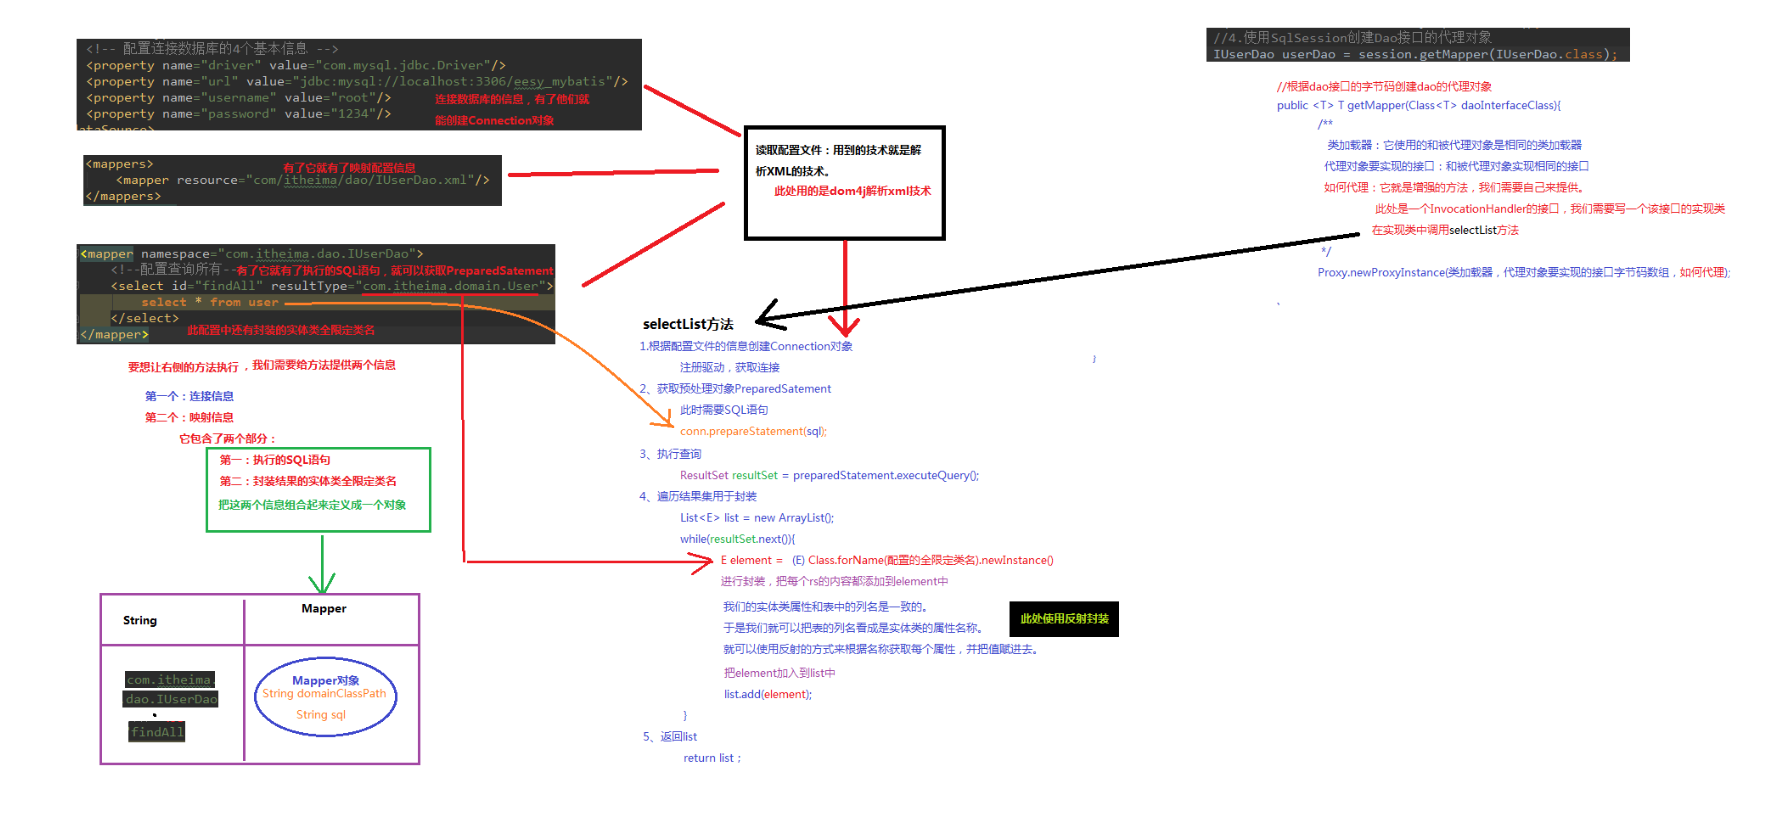 <!-- 配置连接数据库的4个基本信息 -->
<property name="driver" value="com.mysql.jdbc.Driver"/>
<property name="url" value="jdbc:mysql://localhost:3306/eesy_mybatis"/>
<property name="username" value="root"/>
<property name="password" value="1234"/>
dataSource>
连接数据库的信息，有了他们就
能创建Connection对象
<mappers>
<mapper resource="com/itheima/dao/IUserDao.xml"/>
</mappers>
有了它就有了映射配置信息
<mapper namespace="com.itheima.dao.IUserDao">
<!--配置查询所有--
<select id="findAll" resultType="com.itheima.domain.User">
select * from user
</select>
</mapper>
有了它就有了执行的SQL语句，就可以获取PreparedSatement
此配置中还有封装的实体类全限定类名
读取配置文件：用到的技术就是解
析XML的技术。
此处用的是dom4j解析xml技术
//4.使用SqlSession创建Dao接口的代理对象
IUserDao userDao = session.getMapper(IUserDao.class);
//根据dao接口的字节码创建dao的代理对象
public <T> T getMapper(Class<T> daoInterfaceClass){
/**
类加载器：它使用的和被代理对象是相同的类加载器
代理对象要实现的接口：和被代理对象实现相同的接口
如何代理：它就是增强的方法，我们需要自己来提供。
此处是一个InvocationHandler的接口，我们需要写一个该接口的实现类
在实现类中调用selectList方法
*/
Proxy.newProxyInstance(类加载器，代理对象要实现的接口字节码数组，如何代理);
}
要想让右侧的方法执行，我们需要给方法提供两个信息
第一个：连接信息
第二个：映射信息
它包含了两个部分：
第一：执行的SQL语句
第二：封装结果的实体类全限定类名
把这两个信息组合起来定义成一个对象
String
Mapper
com.itheima.
dao.IUserDao
.
findAll
Mapper对象
String domainClassPath
String sql
selectList方法
1.根据配置文件的信息创建Connection对象
注册驱动，获取连接
2、获取预处理对象PreparedSatement
此时需要SQL语句
conn.prepareStatement(sql);
3、执行查询
ResultSet resultSet = preparedStatement.executeQuery();
4、遍历结果集用于封装
List<E> list = new ArrayList();
while(resultSet.next()){
E element = (E) Class.forName(配置的全限定类名).newInstance()
进行封装，把每个rs的内容都添加到element中
我们的实体类属性和表中的列名是一致的。
于是我们就可以把表的列名看成是实体类的属性名称。
就可以使用反射的方式来根据名称获取每个属性，并把值赋进去。
此处使用反射封装
把element加入到list中
list.add(element);
}
5、返回list
return list；